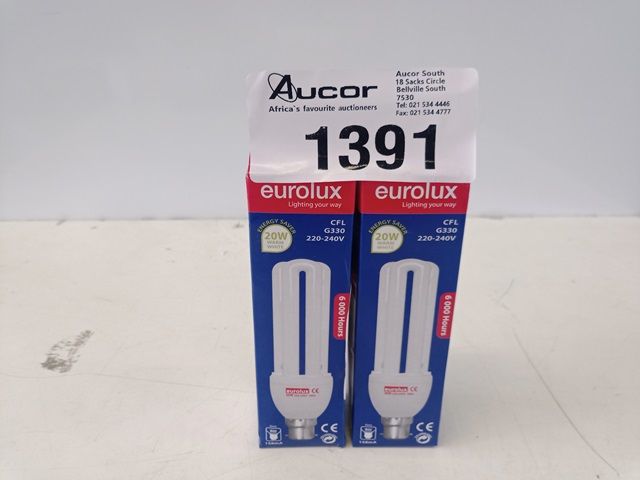 Aucor
Africa's favourite auctioneers
Aucor South
18 Sacks Circle
Bellville South
7530
Tel: 021 534 4446
Fax: 021 534 4777
1391
eurolux
Lighting your way
ENERGY SAVER
20W
WARM
WHITE
CFL
G330
220-240V
6 000 Hours
eurolux CE
CE
eurolux
Lighting your way
ENERGY SAVER
20W
WARM
WHITE
CFL
G330
220-240V
6 000 Hours
eurolux CE
CE